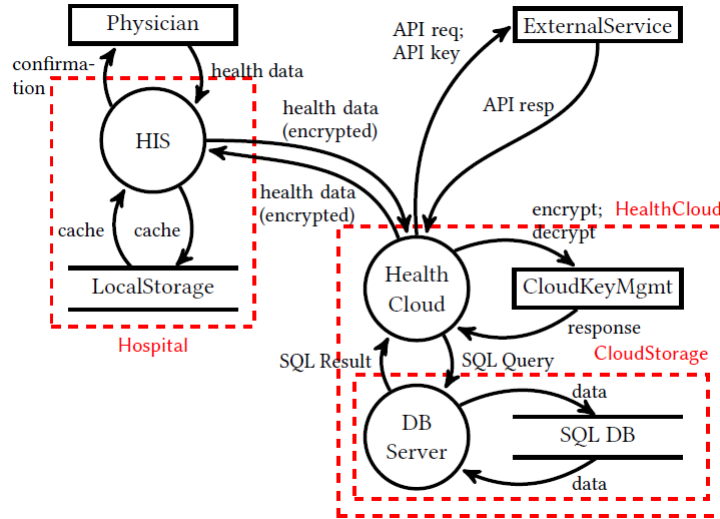 Physician
API req;
API key
ExternalService
confirma-
tion
health data
health data
(encrypted)
API resp
HIS
health data
(encrypted)
cache
cache
encrypt;
decrypt
HealthCloud
LocalStorage
Health
Cloud
CloudKeyMgmt
Hospital
response
SQL Result
SQL Query
CloudStorage
data
DB
Server
SQL DB
data